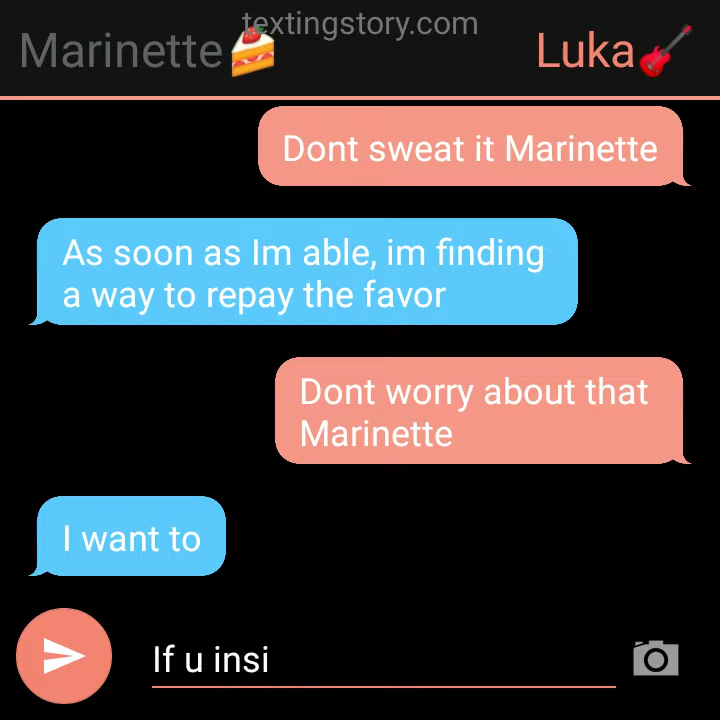 textingstory.com
Marinette🍰
Luka🎸
Dont sweat it Marinette
As soon as Im able, im finding
a way to repay the favor
Dont worry about that
Marinette
I want to
If u insi